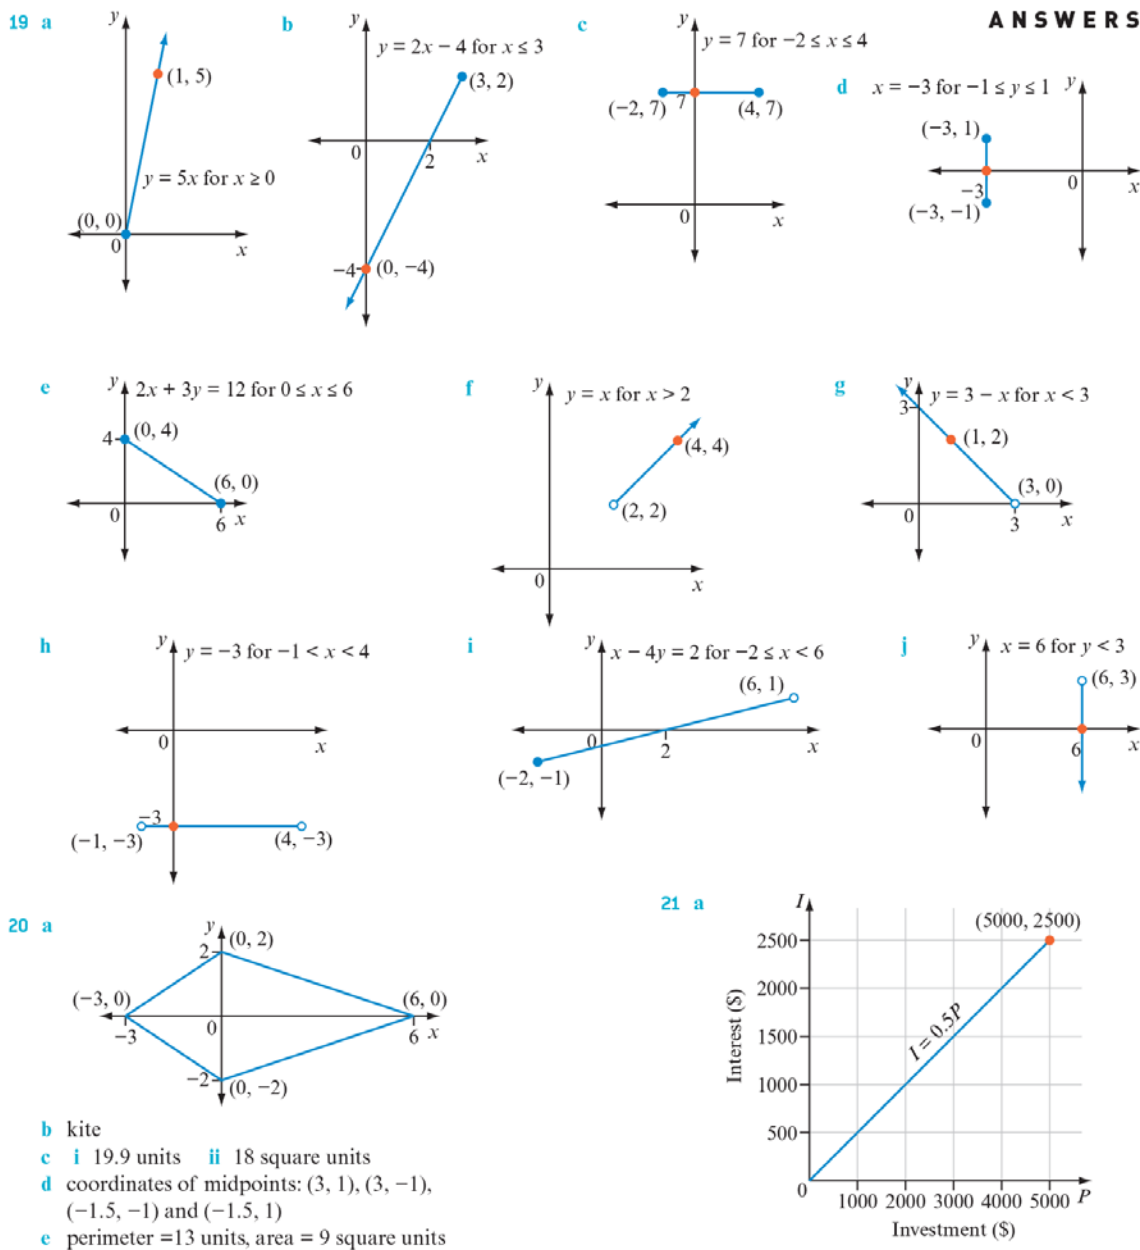 ANSWERS
19 a
y
(1, 5)
y = 5x for x ≥ 0
(0, 0)
0
x
b
y
y = 2x − 4 for x ≤ 3
(3, 2)
0
2
x
−4
(0, −4)
c
y
y = 7 for −2 ≤ x ≤ 4
(−2, 7)
7
(4, 7)
0
x
d
x = −3 for −1 ≤ y ≤ 1
y
(−3, 1)
−3
0
x
(−3, −1)
e
y
2x + 3y = 12 for 0 ≤ x ≤ 6
4
(0, 4)
(6, 0)
0
6
x
f
y
y = x for x > 2
(4, 4)
(2, 2)
0
x
g
y
y = 3 − x for x < 3
3
(1, 2)
(3, 0)
0
3
x
h
y
y = −3 for −1 < x < 4
0
x
−3
(−1, −3)
(4, −3)
i
y
x − 4y = 2 for −2 ≤ x < 6
(6, 1)
0
2
x
(−2, −1)
j
y
x = 6 for y < 3
(6, 3)
0
6
x
20 a
y
2
(0, 2)
(−3, 0)
(6, 0)
−3
0
6
x
−2
(0, −2)
b kite
c i 19.9 units ii 18 square units
d coordinates of midpoints: (3, 1), (3, −1),
(−1.5, −1) and (−1.5, 1)
e perimeter =13 units, area = 9 square units
21 a
I
(5000, 2500)
2500
2000
1500
1000
500
0
Interest ($)
I = 0.5P
1000 2000 3000 4000 5000 P
Investment ($)